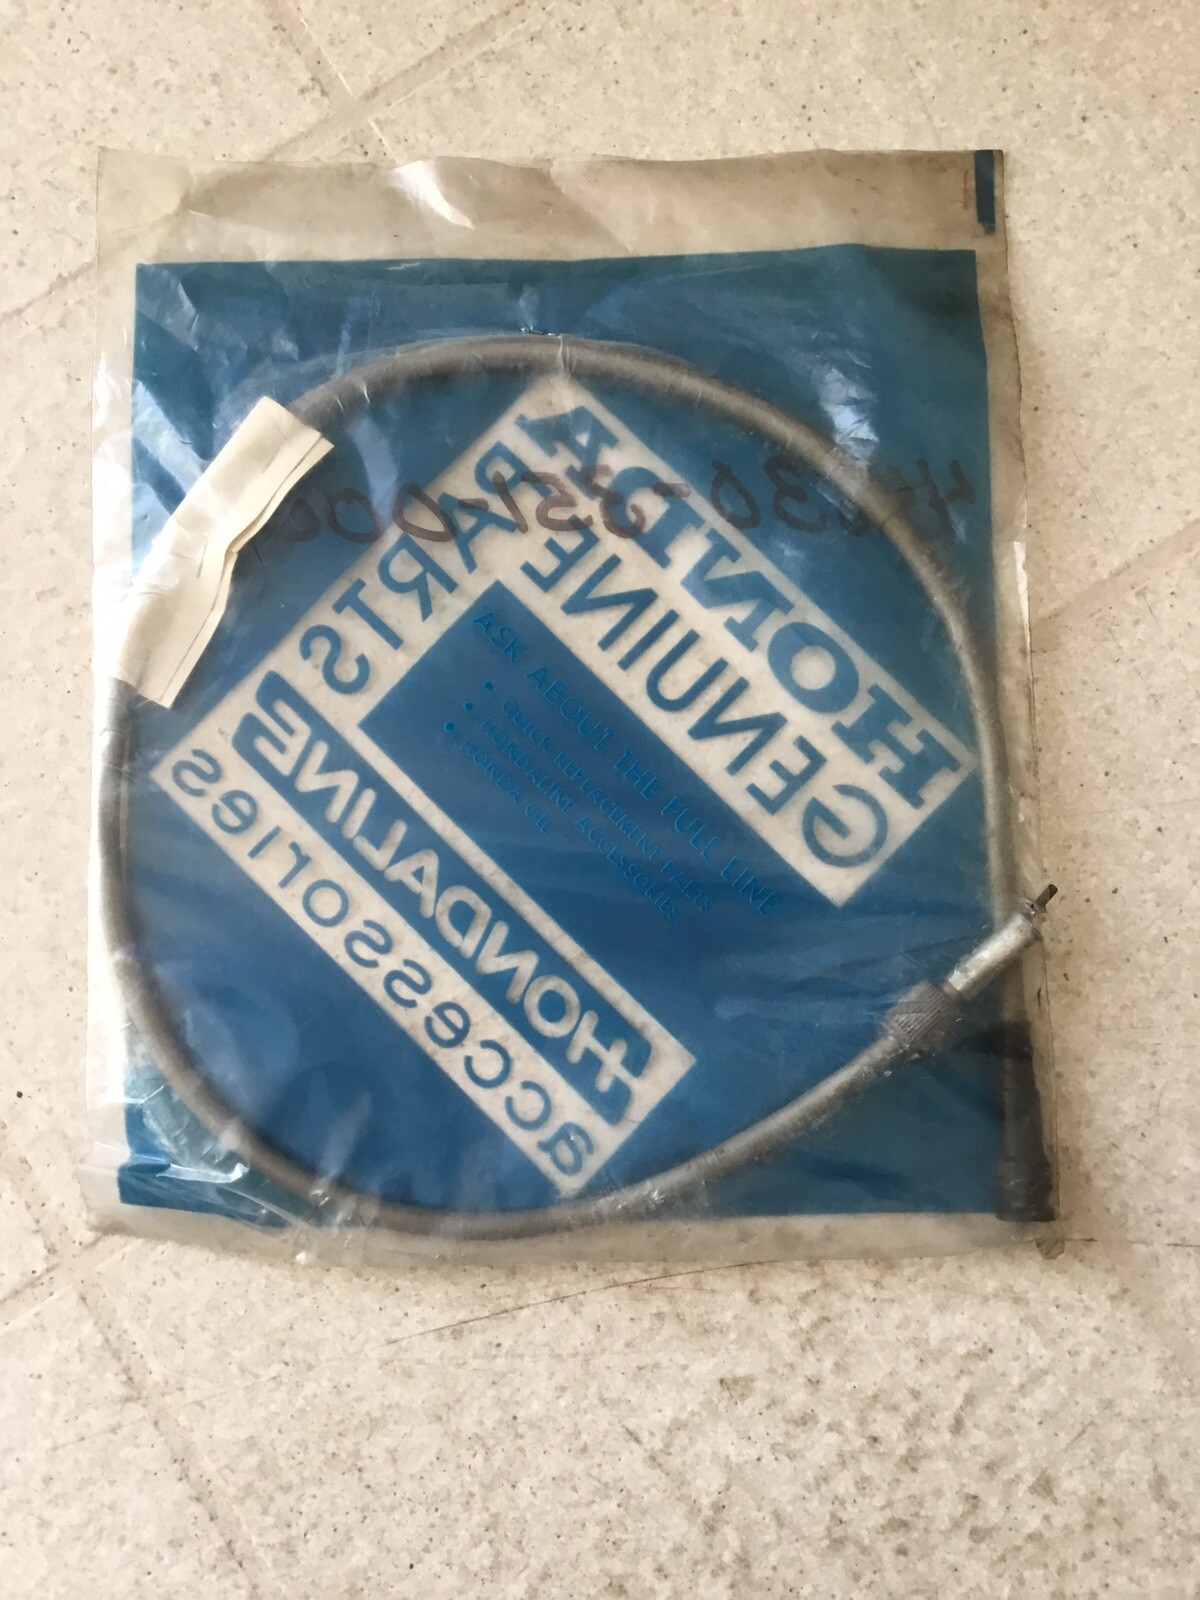 HONDA
GENUINE
PARTS
HONDALINE
accessories
ASK ABOUT THE FULL LINE
• QUICK REPLACEMENT PARTS
• HONDALINE ACCESSORIES
• HONDA OIL